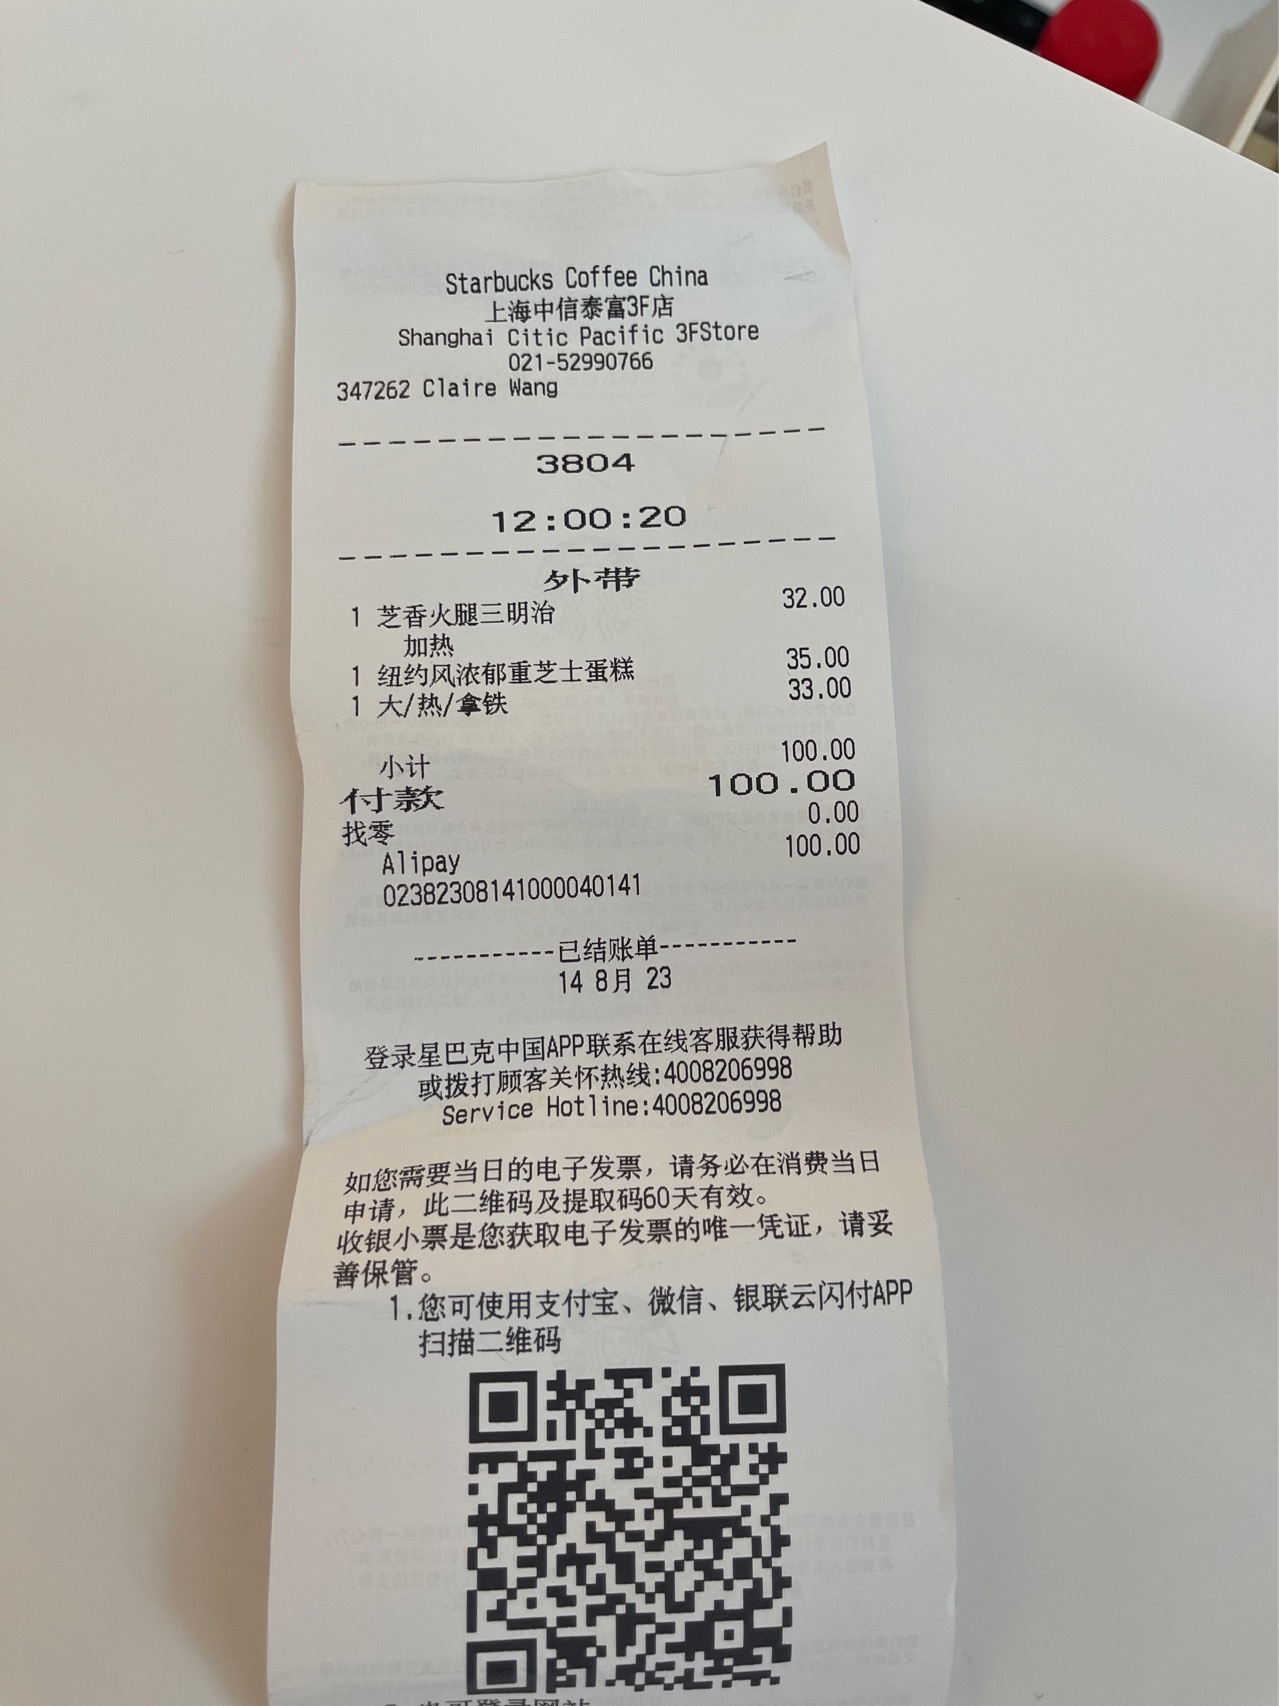 Starbucks Coffee China
上海中信泰富3F店
Shanghai Citic Pacific 3FStore
021-52990766
347262 Claire Wang
3804
12:00:20
外带
1 芝香火腿三明治 32.00
加热
1 纽约风浓郁重芝士蛋糕 35.00
1 大/热/拿铁 33.00
小计 100.00
付款 100.00
找零 0.00
Alipay 100.00
02382308141000040141
-----------已结账单-----------
14 8月 23
登录星巴克中国APP联系在线客服获得帮助
或拨打顾客关怀热线:4008206998
Service Hotline:4008206998
如您需要当日的电子发票，请务必在消费当日
申请，此二维码及提取码60天有效。
收银小票是您获取电子发票的唯一凭证，请妥
善保管。
1.您可使用支付宝、微信、银联云闪付APP
扫描二维码